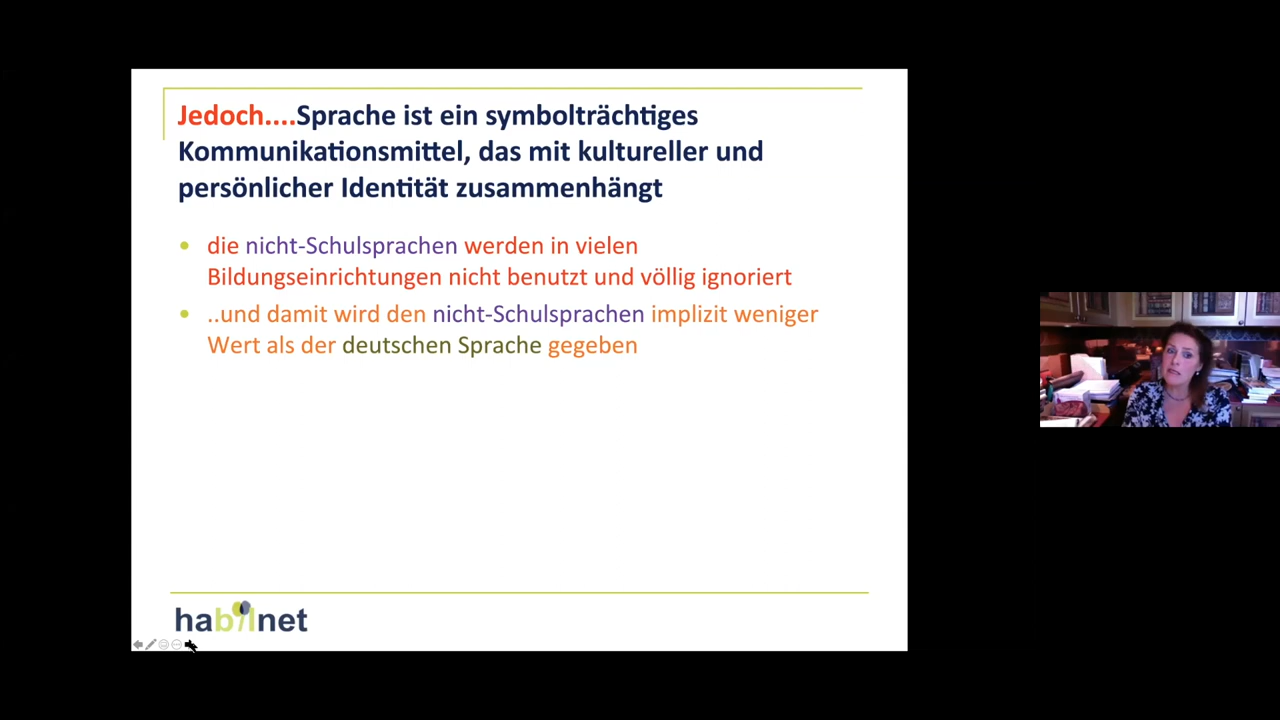 Jedoch....Sprache ist ein symbolträchtiges
Kommunikationsmittel, das mit kultureller und
persönlicher Identität zusammenhängt
• die nicht-Schulsprachen werden in vielen
Bildungseinrichtungen nicht benutzt und völlig ignoriert
• ..und damit wird den nicht-Schulsprachen implizit weniger
Wert als der deutschen Sprache gegeben
habilnet